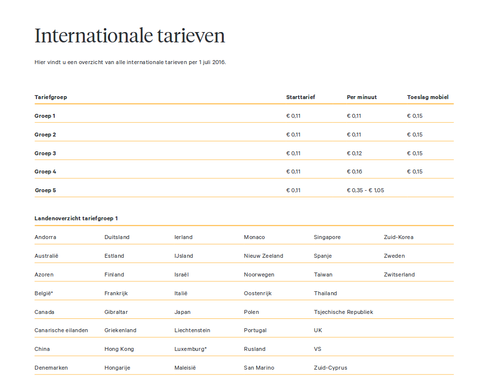 Internationale tarieven
Hier vindt u een overzicht van alle internationale tarieven per 1 juli 2016.
Tariefgroep Starttarief Per minuut Toeslag mobiel
Groep 1 € 0,11 € 0,11 € 0,15
Groep 2 € 0,11 € 0,11 € 0,15
Groep 3 € 0,11 € 0,12 € 0,15
Groep 4 € 0,11 € 0,16 € 0,15
Groep 5 € 0,11 € 0,35 - € 1,05
Landenoverzicht tariefgroep 1
Andorra Duitsland Ierland Monaco Singapore Zuid-Korea
Australië Estland IJsland Nieuw Zeeland Spanje Zweden
Azoren Finland Israël Noorwegen Taiwan Zwitserland
België* Frankrijk Italië Oostenrijk Thailand
Canada Gibraltar Japan Polen Tsjechische Republiek
Canarische eilanden Griekenland Liechtenstein Portugal UK
China Hong Kong Luxemburg* Rusland VS
Denemarken Hongarije Maleisië San Marino Zuid-Cyprus